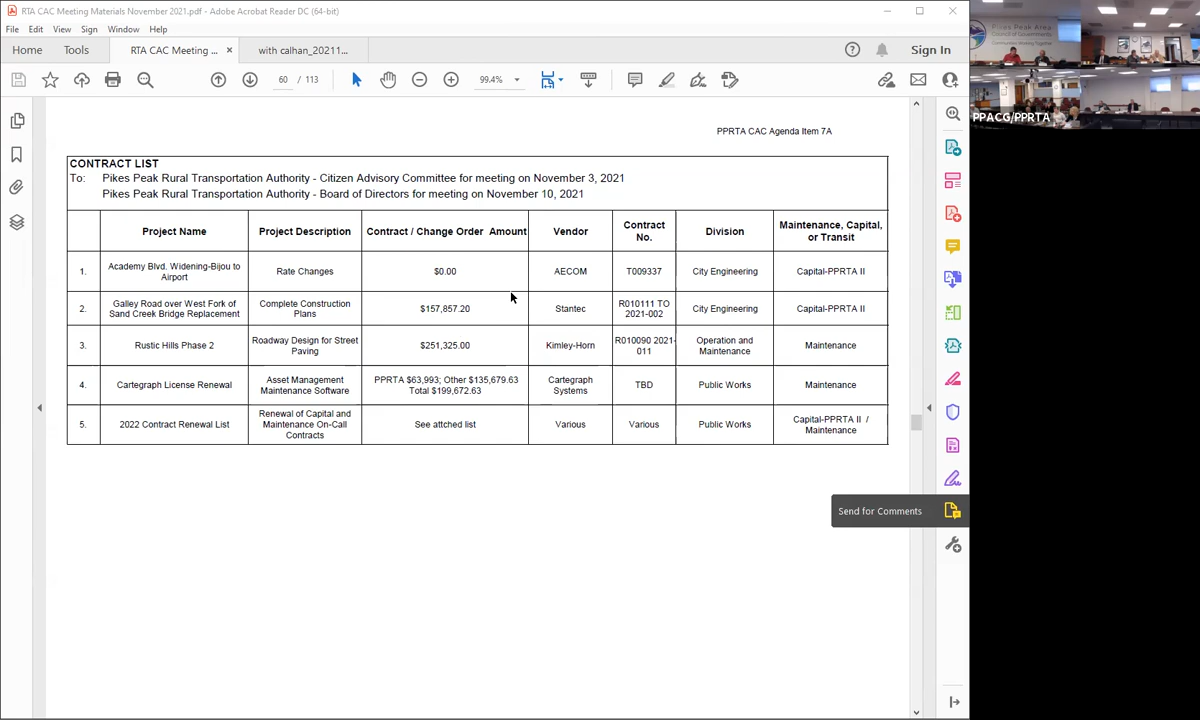 RTA CAC Meeting Materials November 2021.pdf - Adobe Acrobat Reader DC (64-bit)
File Edit View Sign Window Help
Home Tools RTA CAC Meeting ... × with calhan_20211... Sign In
60 / 113 99.4%
Pikes Peak Area
Council of Governments
Communities Working Together
PPACG/PPRTA
PPRTA CAC Agenda Item 7A
CONTRACT LIST
To: Pikes Peak Rural Transportation Authority - Citizen Advisory Committee for meeting on November 3, 2021
Pikes Peak Rural Transportation Authority - Board of Directors for meeting on November 10, 2021
Project Name Project Description Contract / Change Order Amount Vendor Contract No. Division Maintenance, Capital, or Transit
1. Academy Blvd. Widening-Bijou to Airport Rate Changes $0.00 AECOM T009337 City Engineering Capital-PPRTA II
2. Galley Road over West Fork of Sand Creek Bridge Replacement Complete Construction Plans $157,857.20 Stantec R010111 TO 2021-002 City Engineering Capital-PPRTA II
3. Rustic Hills Phase 2 Roadway Design for Street Paving $251,325.00 Kimley-Horn R010090 2021-011 Operation and Maintenance Maintenance
4. Cartegraph License Renewal Asset Management Maintenance Software PPRTA $63,993; Other $135,679.63 Total $199,672.63 Cartegraph Systems TBD Public Works Maintenance
5. 2022 Contract Renewal List Renewal of Capital and Maintenance On-Call Contracts See attched list Various Various Public Works Capital-PPRTA II / Maintenance
Send for Comments